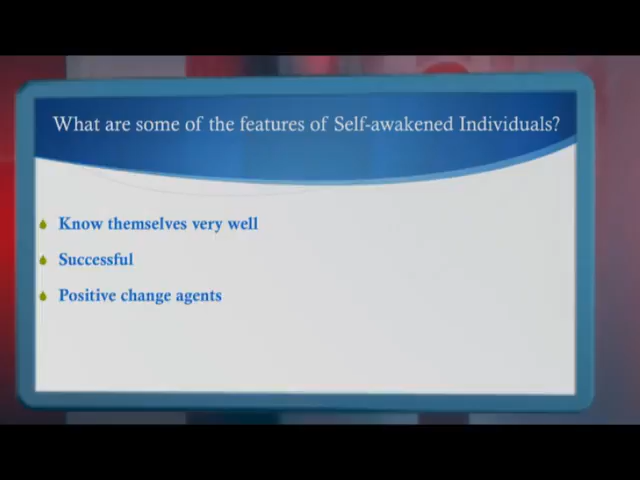 What are some of the features of Self-awakened Individuals?
Know themselves very well
Successful
Positive change agents